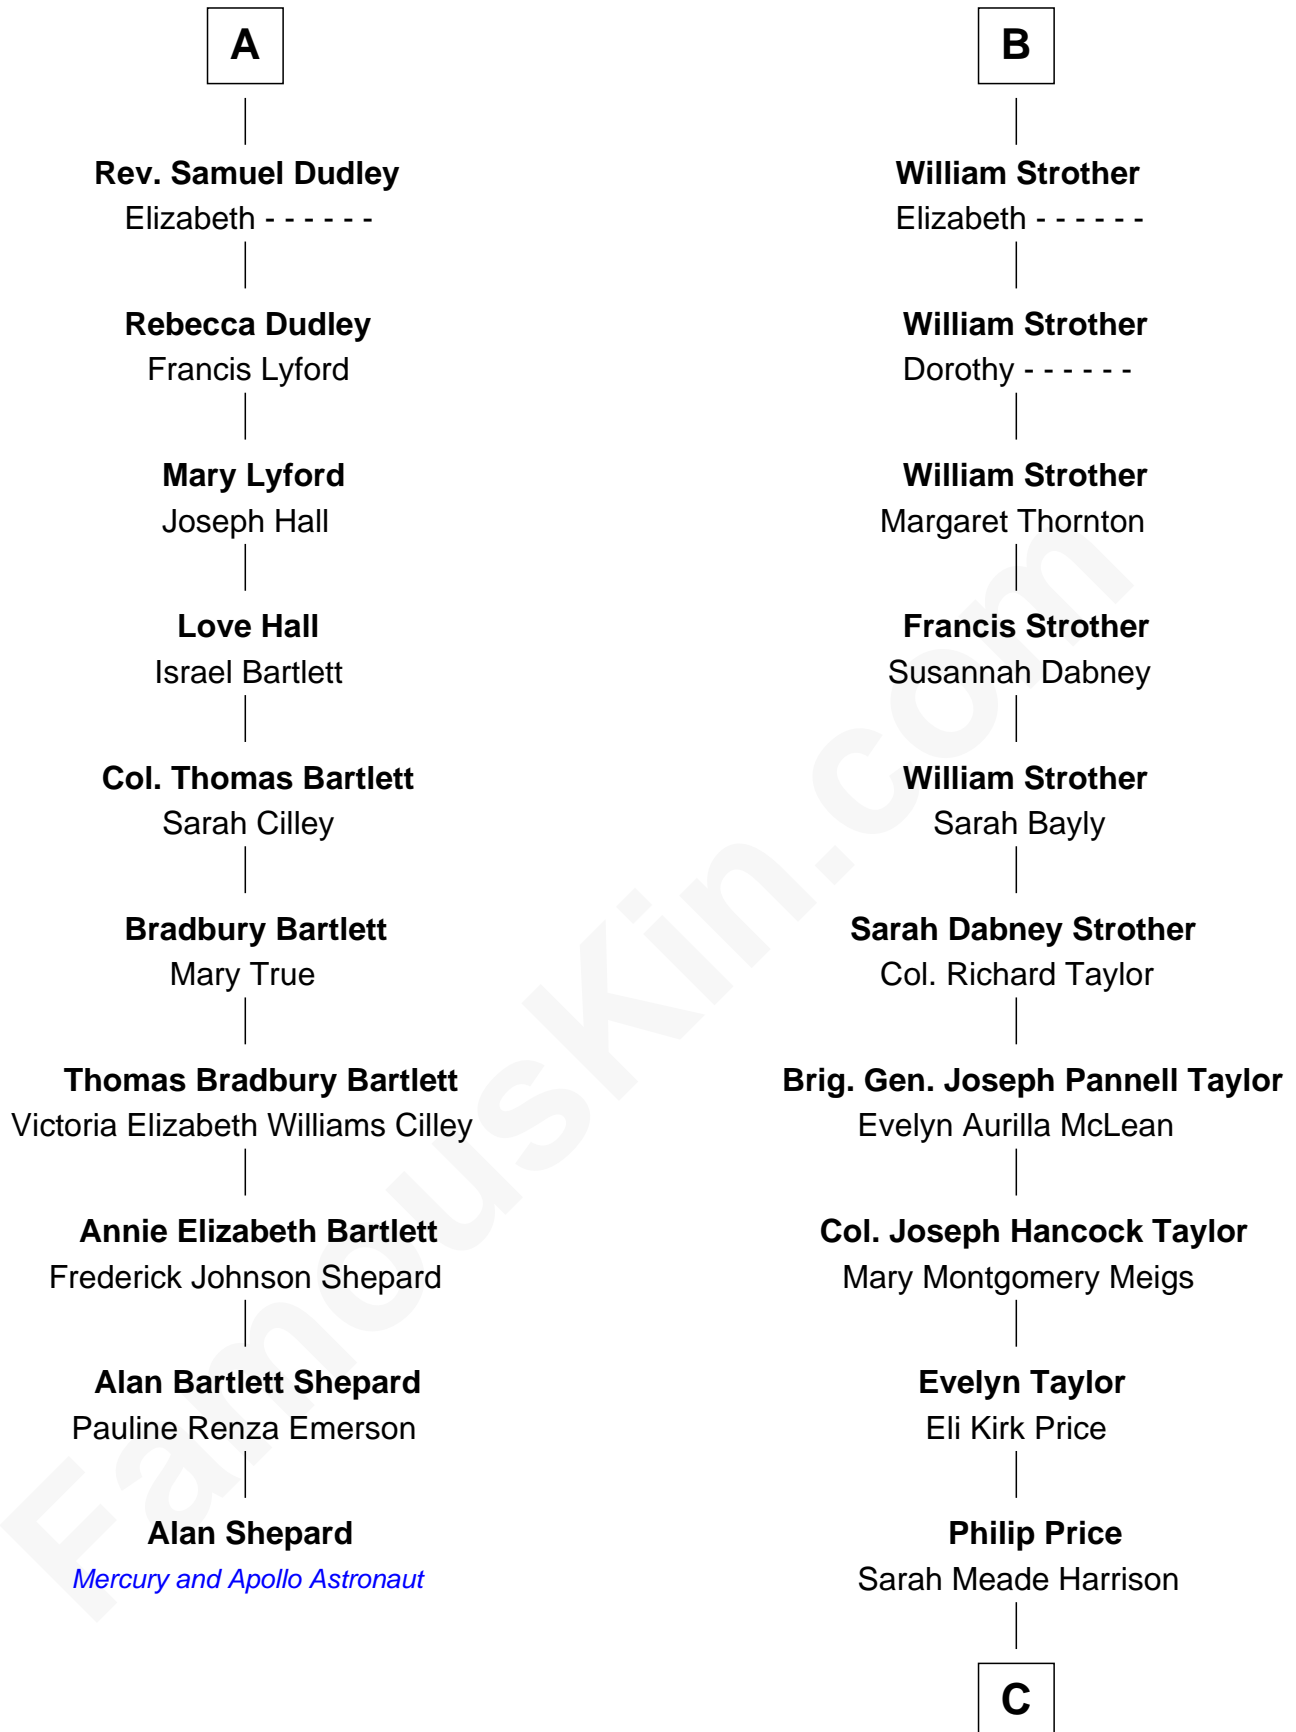 A
Rev. Samuel Dudley
Elizabeth - - - - - -
Rebecca Dudley
Francis Lyford
Mary Lyford
Joseph Hall
Love Hall
Israel Bartlett
Col. Thomas Bartlett
Sarah Cilley
Bradbury Bartlett
Mary True
Thomas Bradbury Bartlett
Victoria Elizabeth Williams Cilley
Annie Elizabeth Bartlett
Frederick Johnson Shepard
Alan Bartlett Shepard
Pauline Renza Emerson
Alan Shepard
Mercury and Apollo Astronaut
B
William Strother
Elizabeth - - - - - -
William Strother
Dorothy - - - - - -
William Strother
Margaret Thornton
Francis Strother
Susannah Dabney
William Strother
Sarah Bayly
Sarah Dabney Strother
Col. Richard Taylor
Brig. Gen. Joseph Pannell Taylor
Evelyn Aurilla McLean
Col. Joseph Hancock Taylor
Mary Montgomery Meigs
Evelyn Taylor
Eli Kirk Price
Philip Price
Sarah Meade Harrison
C
FamousKin.com